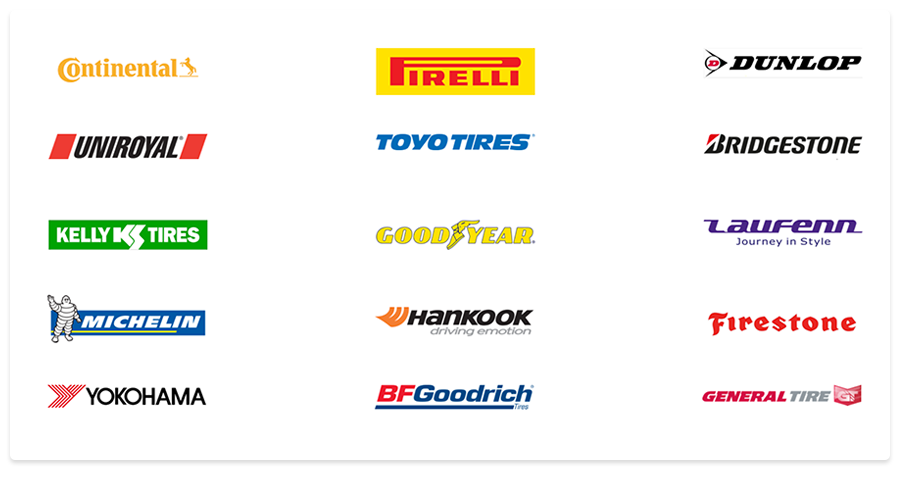 Continental
PIRELLI
DUNLOP
UNIROYAL®
TOYO TIRES®
BRIDGESTONE
KELLY TIRES
GOODYEAR®
Laufenn
Journey in Style
MICHELIN
HANKOOK
driving emotion
Firestone
YOKOHAMA
BFGoodrich®
Tires
GENERAL TIRE